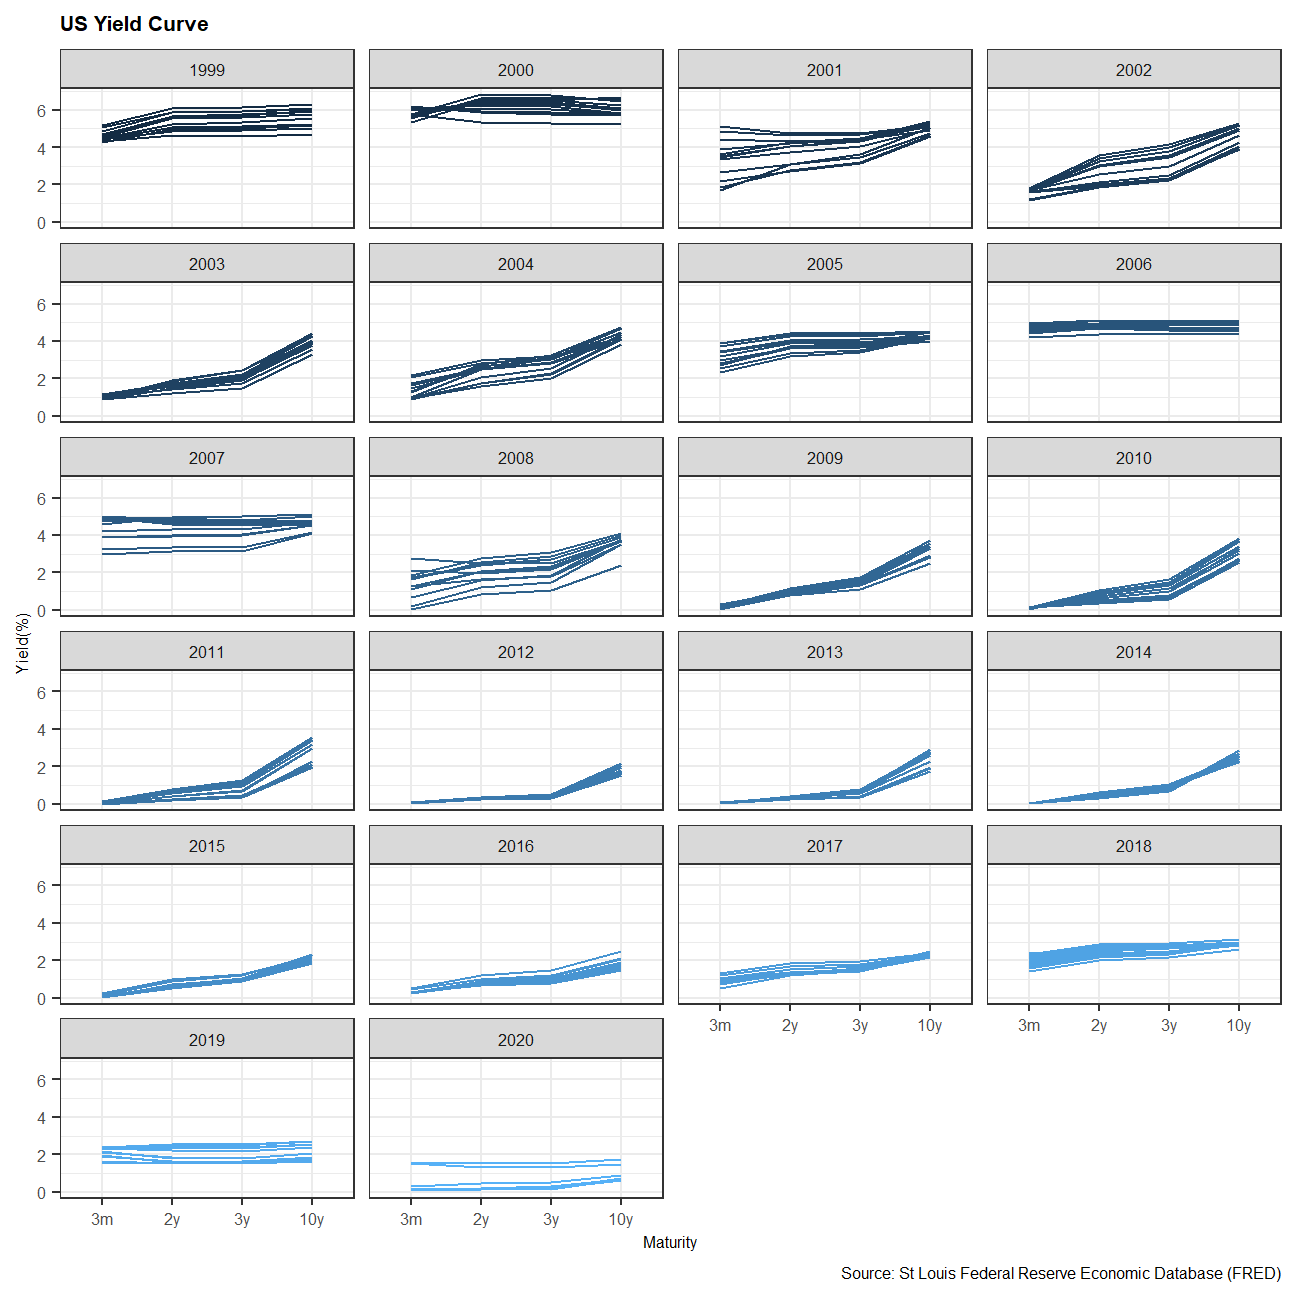 US Yield Curve
1999 2000 2001 2002
6
4
2
0
2003 2004 2005 2006
6
4
2
0
2007 2008 2009 2010
6
4
2
0
Yield(%)
2011 2012 2013 2014
6
4
2
0
2015 2016 2017 2018
6
4
2
0
3m 2y 3y 10y 3m 2y 3y 10y
2019 2020
6
4
2
0
3m 2y 3y 10y 3m 2y 3y 10y
Maturity
Source: St Louis Federal Reserve Economic Database (FRED)